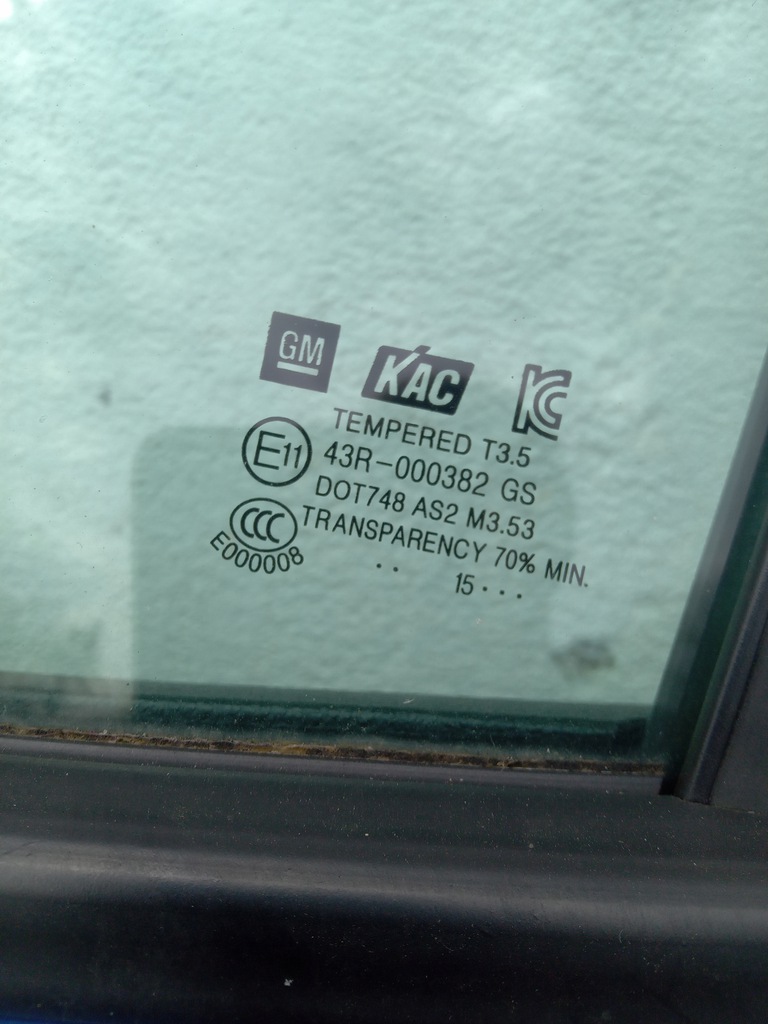 GM
KAC
KC
TEMPERED T3.5
E11
43R-000382 GS
DOT748 AS2 M3.53
CCC
TRANSPARENCY 70% MIN.
E000008
.. 15...